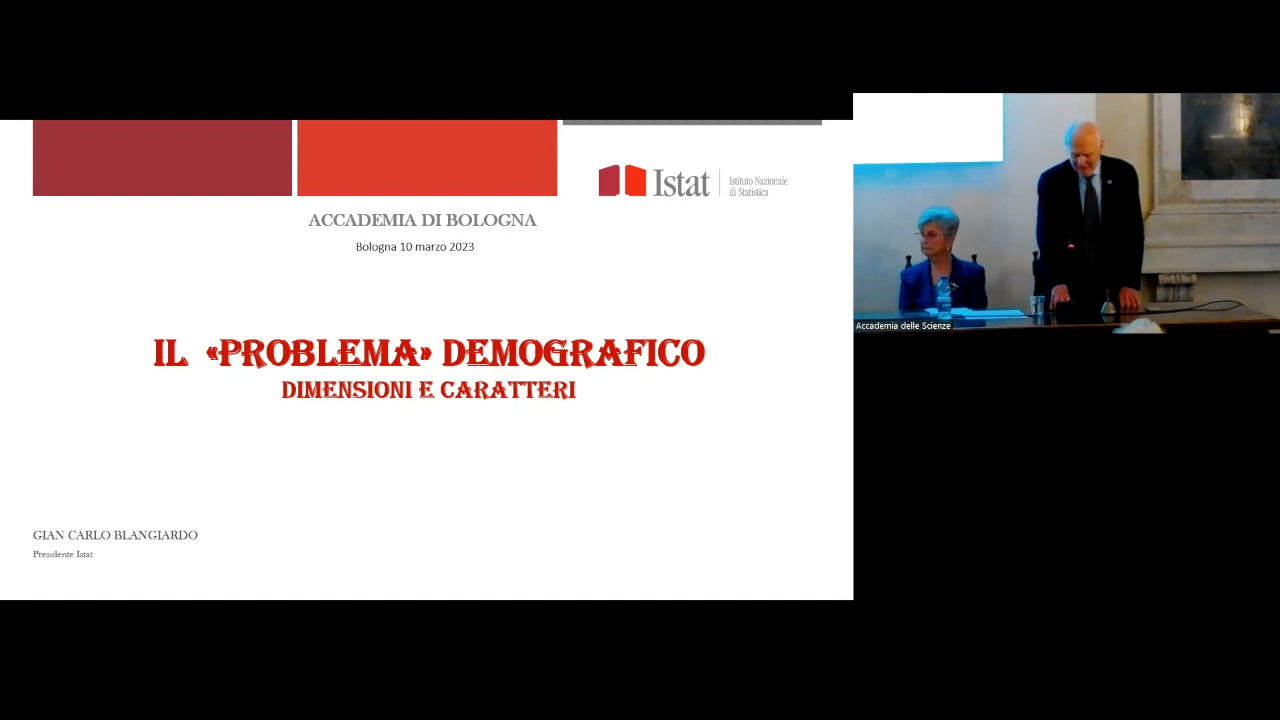 Istat
Istituto Nazionale
di Statistica
ACCADEMIA DI BOLOGNA
Bologna 10 marzo 2023
IL «PROBLEMA» DEMOGRAFICO
DIMENSIONI E CARATTERI
GIAN CARLO BLANGIARDO
Presidente Istat
Accademia delle Scienze